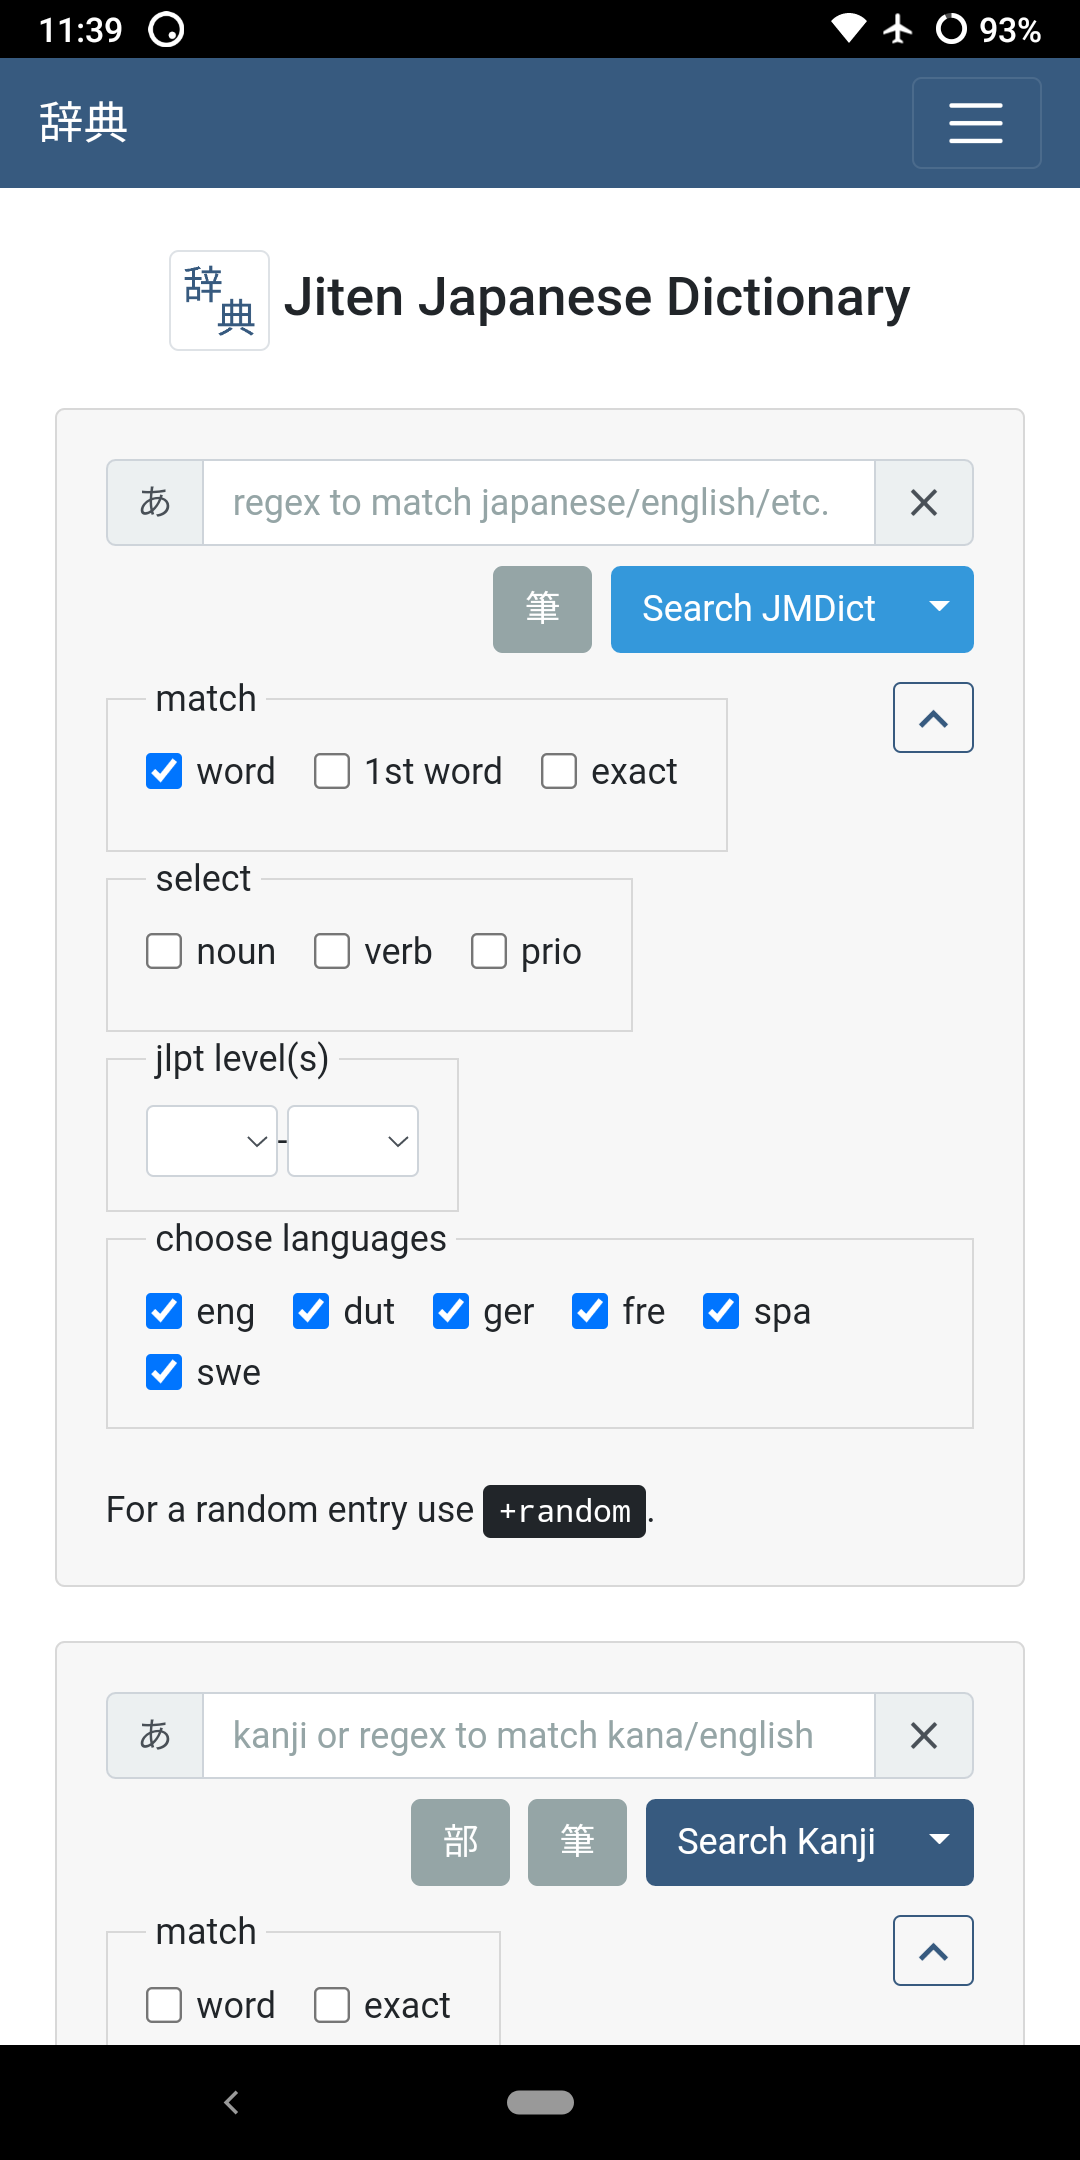 11:39 93%
辞典
辞典 Jiten Japanese Dictionary
あ regex to match japanese/english/etc.
筆 Search JMDict
match
word 1st word exact
select
noun verb prio
jlpt level(s)
-
choose languages
eng dut ger fre spa
swe
For a random entry use +random.
あ kanji or regex to match kana/english
部 筆 Search Kanji
match
word exact